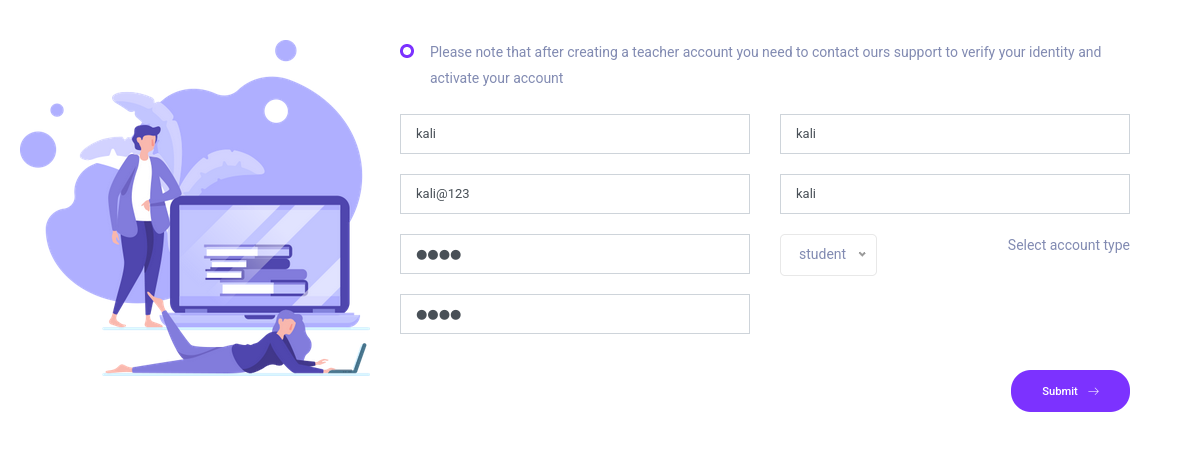 Please note that after creating a teacher account you need to contact ours support to verify your identity and
activate your account
kali
kali
kali@123
kali
●●●●
student
Select account type
●●●●
Submit